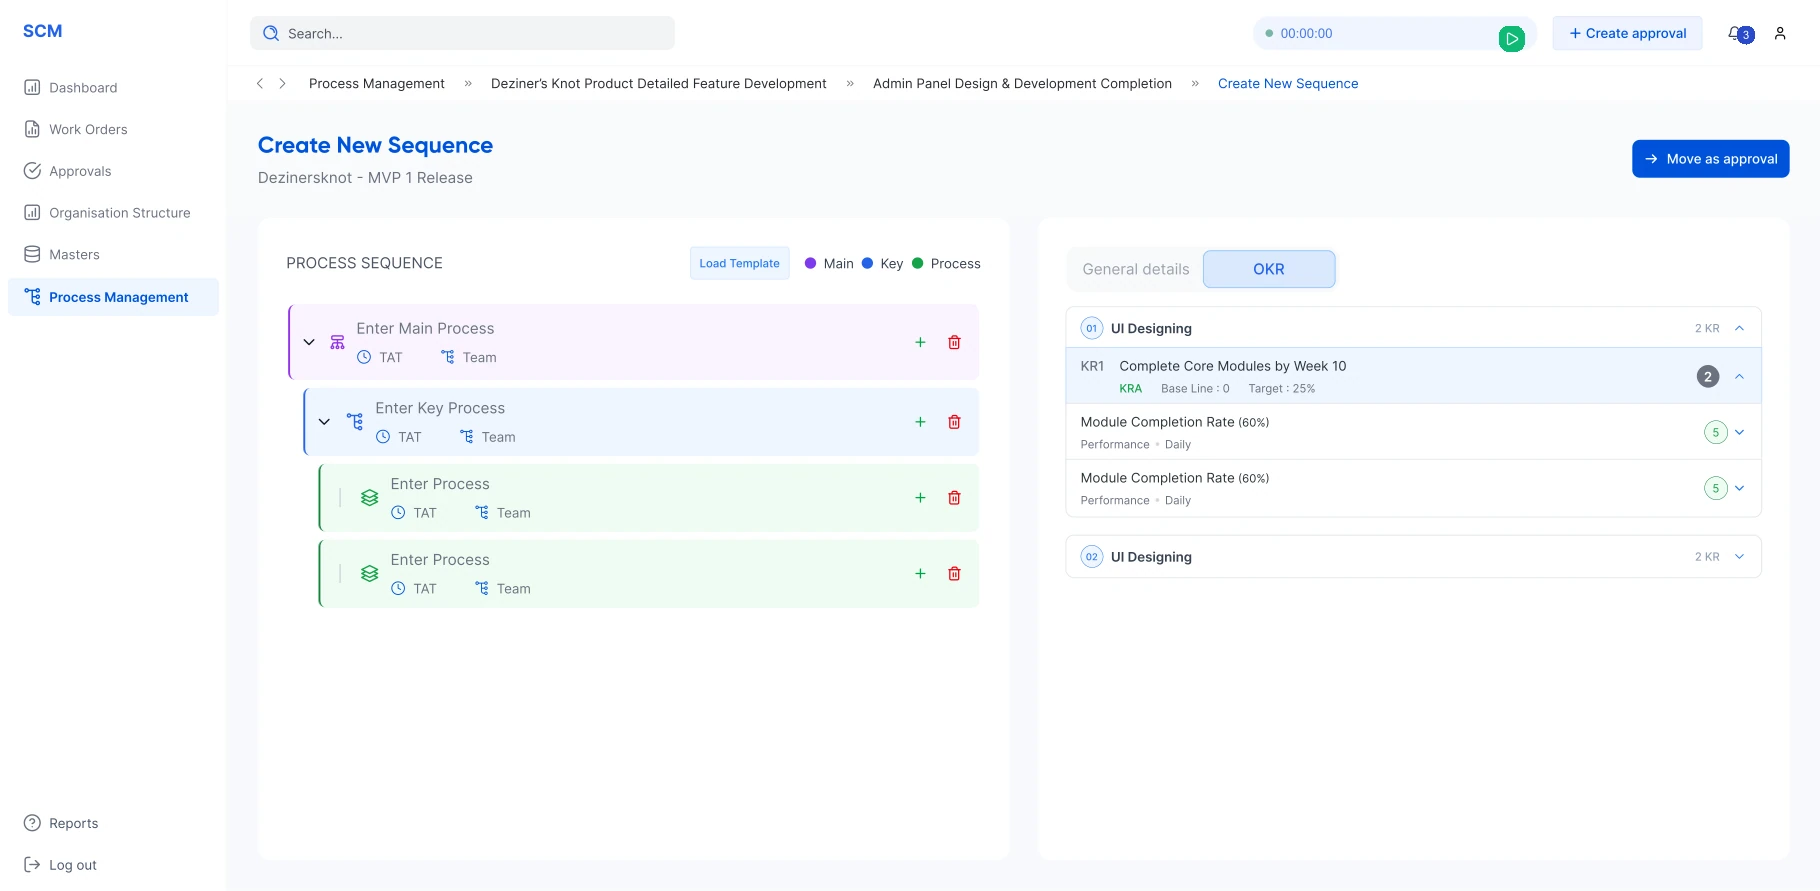 SCM
Search...
00:00:00
+ Create approval
3
Dashboard
Work Orders
Approvals
Organisation Structure
Masters
Process Management
Reports
Log out
Process Management » Deziner’s Knot Product Detailed Feature Development » Admin Panel Design & Development Completion » Create New Sequence
Create New Sequence
Dezinersknot - MVP 1 Release
Move as approval
PROCESS SEQUENCE
Load Template
Main Key Process
Enter Main Process
TAT Team
Enter Key Process
TAT Team
Enter Process
TAT Team
Enter Process
TAT Team
General details OKR
01 UI Designing 2 KR
KR1 Complete Core Modules by Week 10
KRA Base Line : 0 Target : 25%
2
Module Completion Rate (60%)
Performance • Daily
5
Module Completion Rate (60%)
Performance • Daily
5
02 UI Designing 2 KR